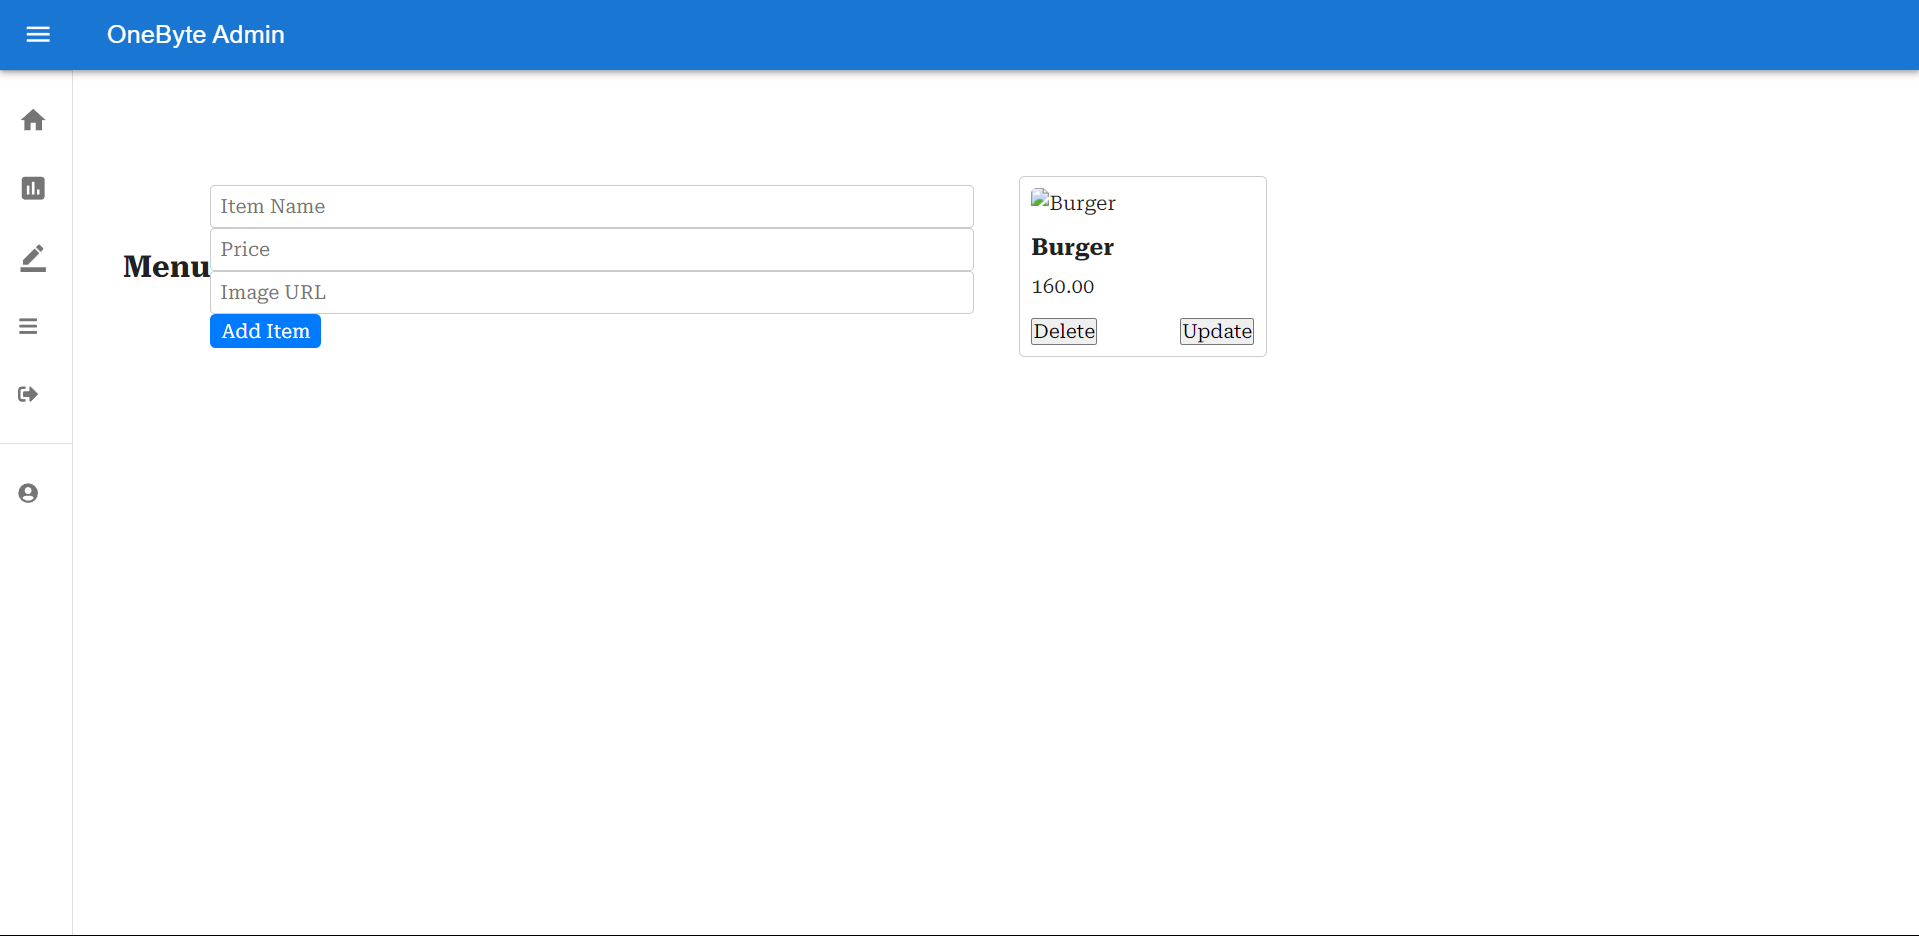 OneByte Admin
Menu
Item Name
Price
Image URL
Add Item
Burger
Burger
160.00
Delete Update